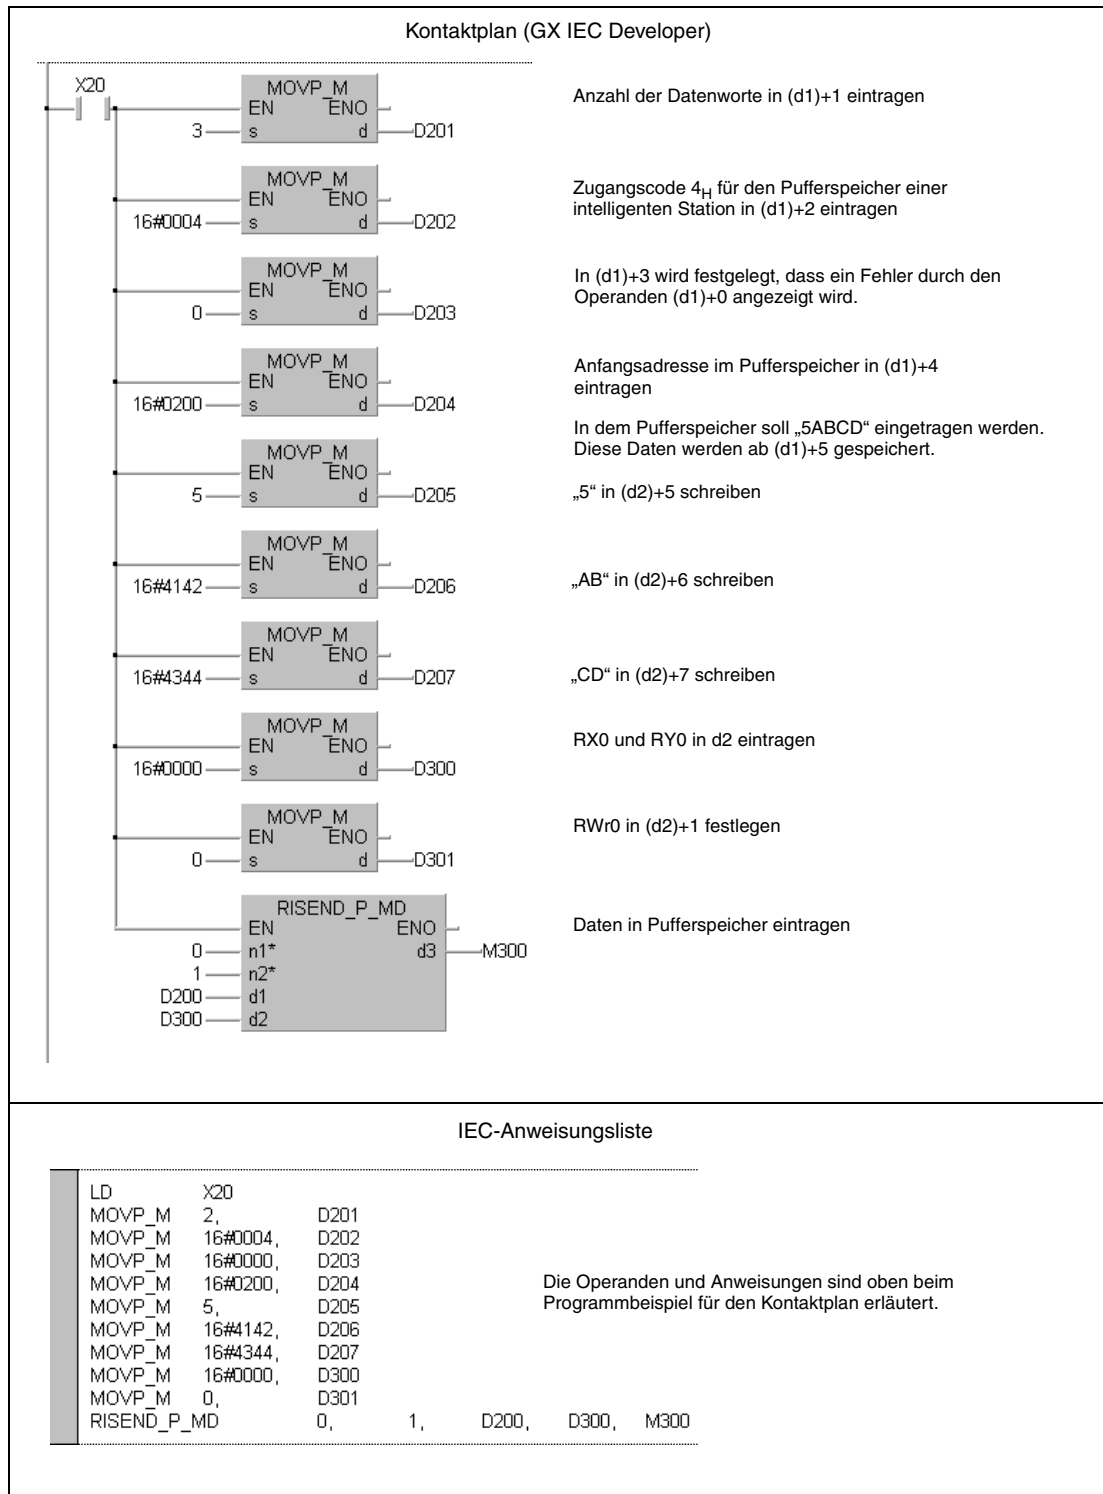 Kontaktplan (GX IEC Developer)
X20
MOVP_M
EN ENO
3 s d D201
Anzahl der Datenworte in (d1)+1 eintragen
MOVP_M
EN ENO
16#0004 s d D202
Zugangscode 4H für den Pufferspeicher einer
intelligenten Station in (d1)+2 eintragen
MOVP_M
EN ENO
0 s d D203
In (d1)+3 wird festgelegt, dass ein Fehler durch den
Operanden (d1)+0 angezeigt wird.
MOVP_M
EN ENO
16#0200 s d D204
Anfangsadresse im Pufferspeicher in (d1)+4
eintragen
In dem Pufferspeicher soll „5ABCD“ eingetragen werden.
Diese Daten werden ab (d1)+5 gespeichert.
MOVP_M
EN ENO
5 s d D205
„5“ in (d2)+5 schreiben
MOVP_M
EN ENO
16#4142 s d D206
„AB“ in (d2)+6 schreiben
MOVP_M
EN ENO
16#4344 s d D207
„CD“ in (d2)+7 schreiben
MOVP_M
EN ENO
16#0000 s d D300
RX0 und RY0 in d2 eintragen
MOVP_M
EN ENO
0 s d D301
RWr0 in (d2)+1 festlegen
RISEND_P_MD
EN ENO
0 n1* d3 M300
1 n2*
D200 d1
D300 d2
Daten in Pufferspeicher eintragen
IEC-Anweisungsliste
LD X20
MOVP_M 2, D201
MOVP_M 16#0004, D202
MOVP_M 16#0000, D203
MOVP_M 16#0200, D204
MOVP_M 5, D205
MOVP_M 16#4142, D206
MOVP_M 16#4344, D207
MOVP_M 16#0000, D300
MOVP_M 0, D301
RISEND_P_MD 0, 1, D200, D300, M300
Die Operanden und Anweisungen sind oben beim
Programmbeispiel für den Kontaktplan erläutert.